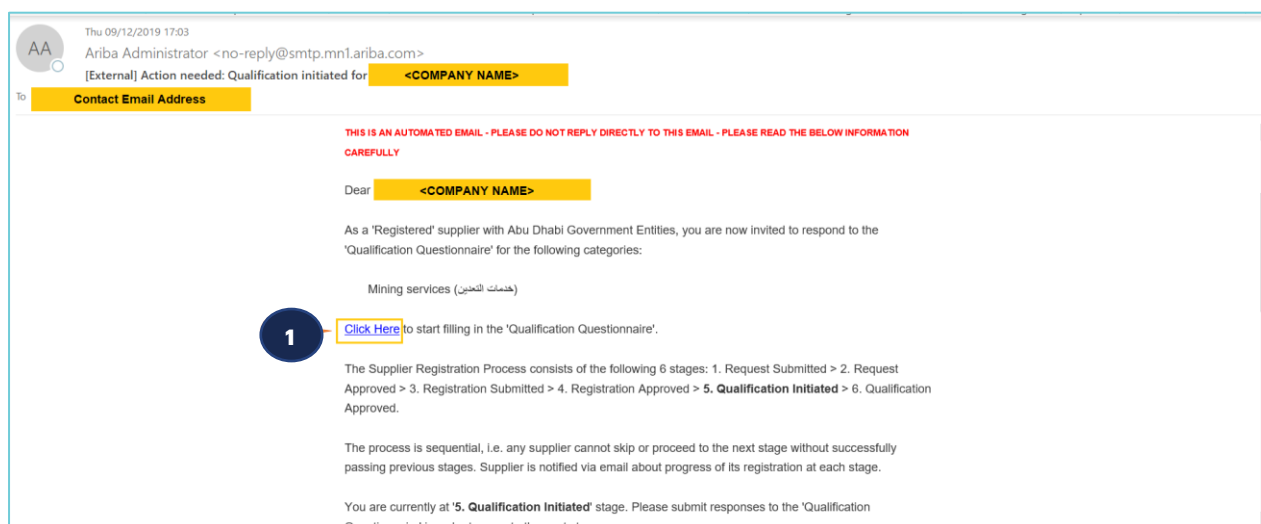 AA
Thu 09/12/2019 17:03
Ariba Administrator <no-reply@smtp.mn1.ariba.com>
[External] Action needed: Qualification initiated for <COMPANY NAME>
To Contact Email Address
THIS IS AN AUTOMATED EMAIL - PLEASE DO NOT REPLY DIRECTLY TO THIS EMAIL - PLEASE READ THE BELOW INFORMATION
CAREFULLY
Dear <COMPANY NAME>
As a 'Registered' supplier with Abu Dhabi Government Entities, you are now invited to respond to the
'Qualification Questionnaire' for the following categories:
Mining services (خدمات التعدين)
1
Click Here to start filling in the 'Qualification Questionnaire'.
The Supplier Registration Process consists of the following 6 stages: 1. Request Submitted > 2. Request
Approved > 3. Registration Submitted > 4. Registration Approved > 5. Qualification Initiated > 6. Qualification
Approved.
The process is sequential, i.e. any supplier cannot skip or proceed to the next stage without successfully
passing previous stages. Supplier is notified via email about progress of its registration at each stage.
You are currently at '5. Qualification Initiated' stage. Please submit responses to the 'Qualification